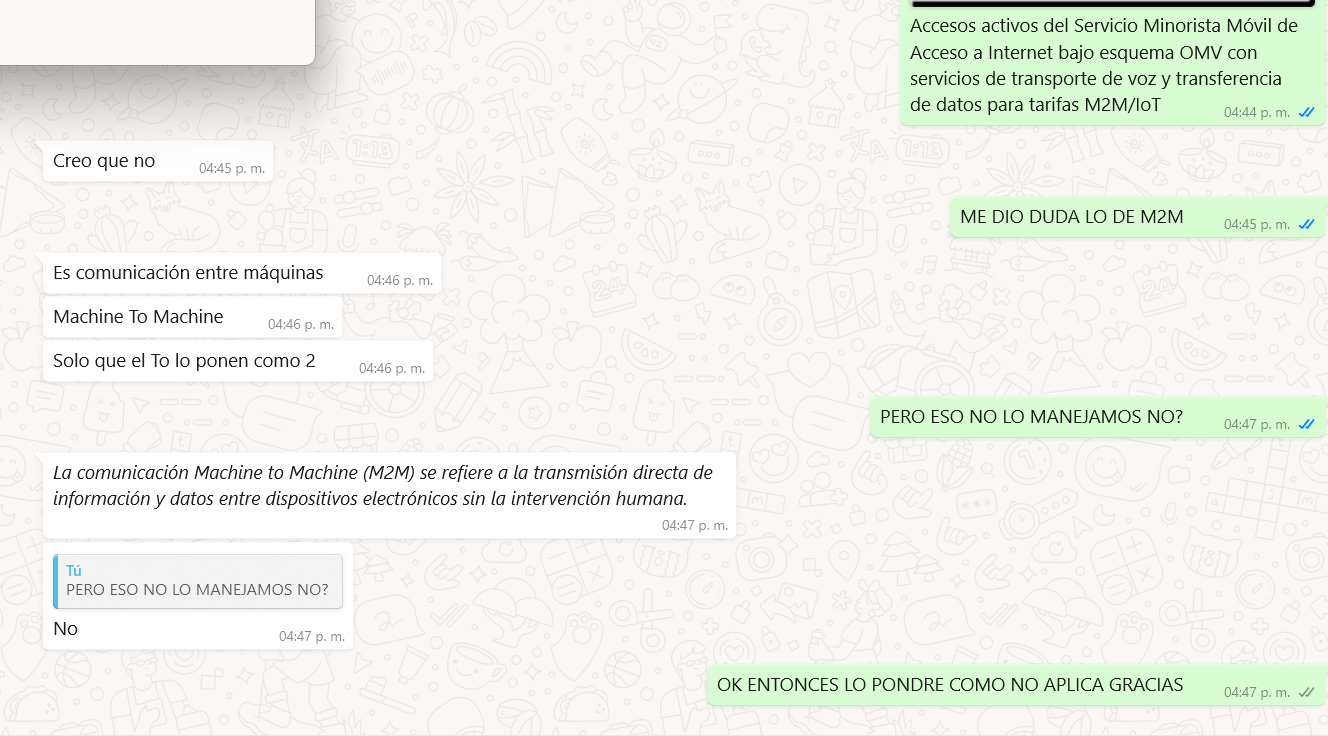 Accesos activos del Servicio Minorista Móvil de
Acceso a Internet bajo esquema OMV con
servicios de transporte de voz y transferencia
de datos para tarifas M2M/IoT
04:44 p. m.
Creo que no
04:45 p. m.
ME DIO DUDA LO DE M2M
04:45 p. m.
Es comunicación entre máquinas
04:46 p. m.
Machine To Machine
04:46 p. m.
Solo que el To lo ponen como 2
04:46 p. m.
PERO ESO NO LO MANEJAMOS NO?
04:47 p. m.
La comunicación Machine to Machine (M2M) se refiere a la transmisión directa de
información y datos entre dispositivos electrónicos sin la intervención humana.
04:47 p. m.
Tú
PERO ESO NO LO MANEJAMOS NO?
No
04:47 p. m.
OK ENTONCES LO PONDRE COMO NO APLICA GRACIAS
04:47 p. m.